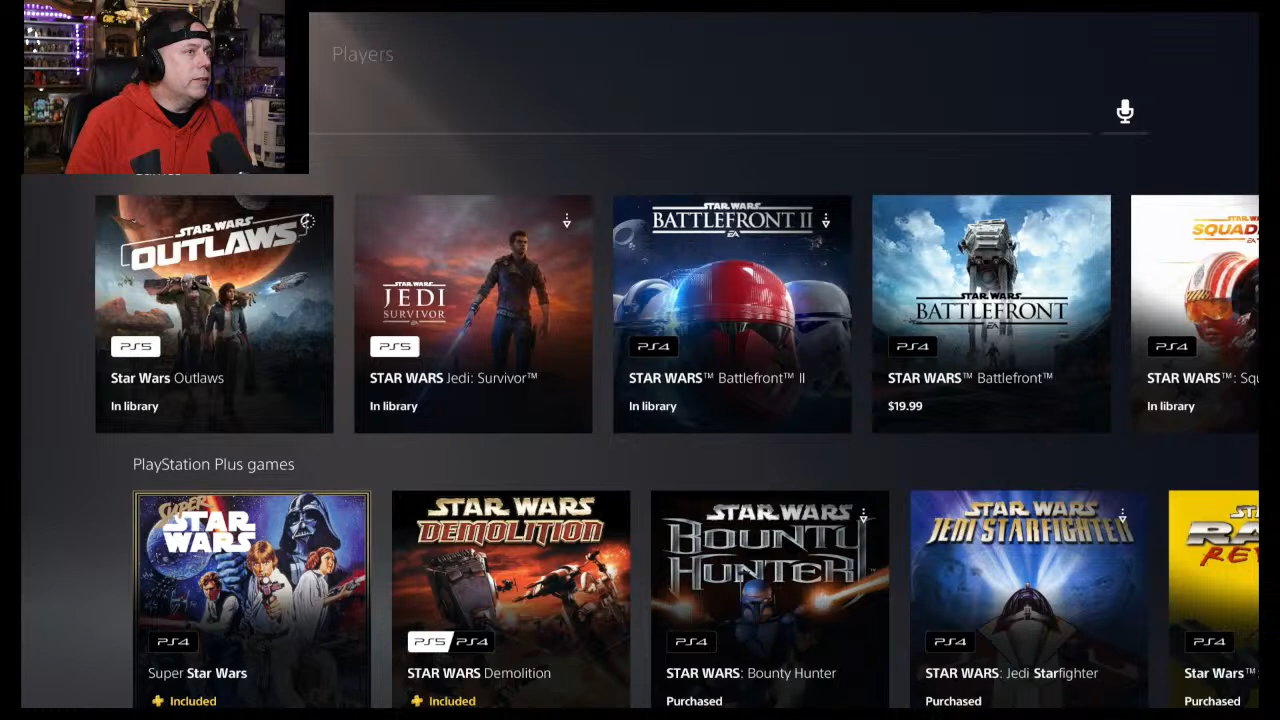 Players
STAR WARS
OUTLAWS
PS5
Star Wars Outlaws
In library
STAR WARS
JEDI
SURVIVOR
PS5
STAR WARS Jedi: Survivor™
In library
STAR WARS
BATTLEFRONT II
EA
PS4
STAR WARS™ Battlefront™ II
In library
STAR WARS
BATTLEFRONT
EA
PS4
STAR WARS™ Battlefront™
$19.99
PS4
STAR WARS™:
In library
PlayStation Plus games
SUPER
STAR
WARS
PS4
Super Star Wars
Included
STAR WARS
DEMOLITION
PS5 PS4
STAR WARS Demolition
Included
STAR WARS
BOUNTY
HUNTER
PS4
STAR WARS: Bounty Hunter
Purchased
STAR WARS
JEDI STARFIGHTER
PS4
STAR WARS: Jedi Starfighter
Purchased
PS4
Star Wars™
Purchased